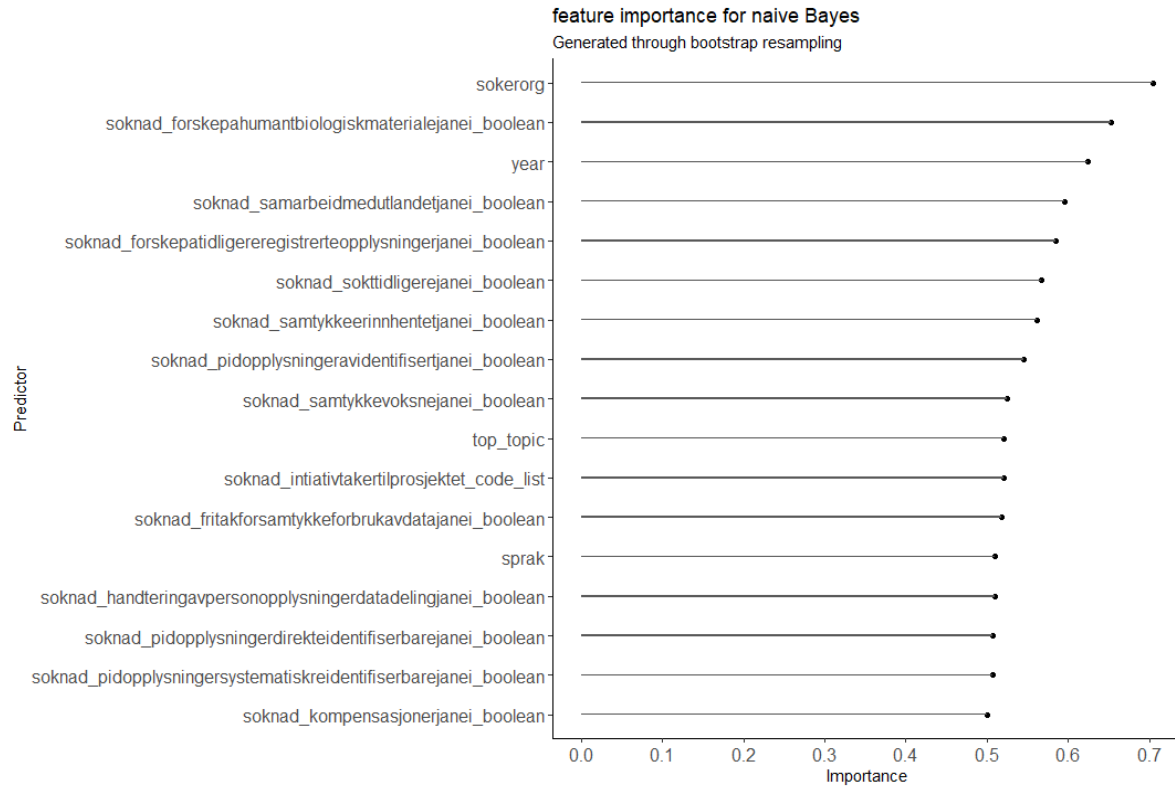 feature importance for naive Bayes
Generated through bootstrap resampling
sokerorg
soknad_forskepahumantbiologiskmaterialejanei_boolean
year
soknad_samarbeidmedutlandetjanei_boolean
soknad_forskepatidligereregistrerteopplysningerjanei_boolean
soknad_sokttidligerejanei_boolean
soknad_samtykkeerinnhentetjanei_boolean
soknad_pidopplysningeravidentifisertjanei_boolean
soknad_samtykkevoksnejanei_boolean
top_topic
soknad_intiativtakertilprosjektet_code_list
soknad_fritakforsamtykkeforbrukavdatajanei_boolean
sprak
soknad_handteringavpersonopplysningerdatadelingjanei_boolean
soknad_pidopplysningerdirekteidentifiserbarejanei_boolean
soknad_pidopplysningersystematiskreidentifiserbarejanei_boolean
soknad_kompensasjonerjanei_boolean
Predictor
0.0 0.1 0.2 0.3 0.4 0.5 0.6 0.7
Importance